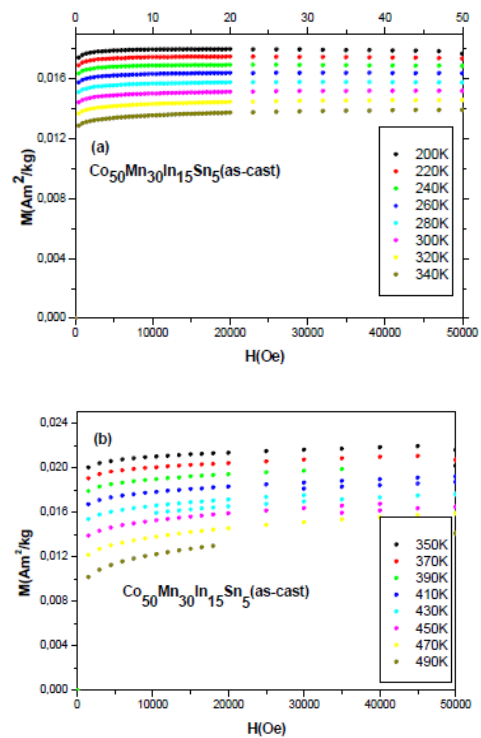 0 10 20 30 40 50
0,016
0,012
0,008
0,004
0,000
M(Am²/kg)
(a)
Co₅₀Mn₃₀In₁₅Sn₅(as-cast)
200K
220K
240K
260K
280K
300K
320K
340K
0 10000 20000 30000 40000 50000
H(Oe)
0,024
0,020
0,016
0,012
0,008
0,004
0,000
M(Am²/kg)
(b)
Co₅₀Mn₃₀In₁₅Sn₅(as-cast)
350K
370K
390K
410K
430K
450K
470K
490K
0 10000 20000 30000 40000 50000
H(Oe)